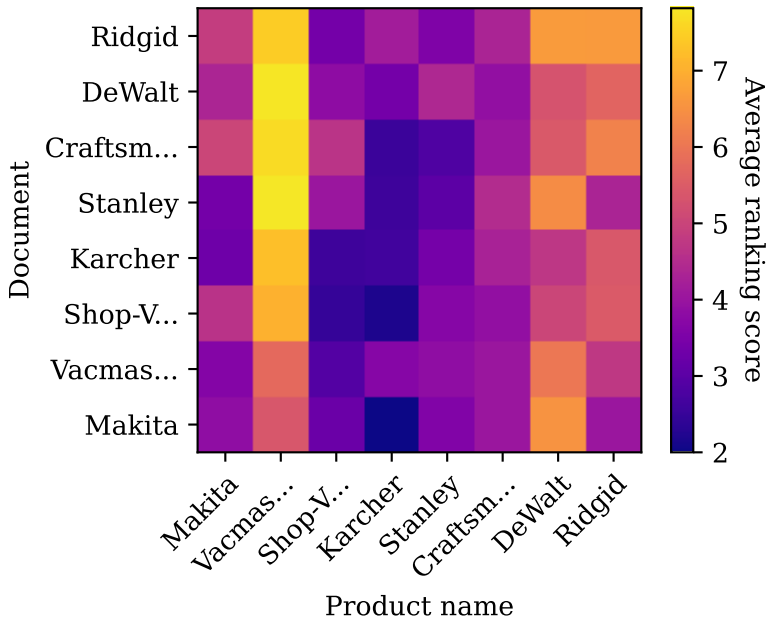 Ridgid
DeWalt
Craftsm...
Stanley
Karcher
Shop-V...
Vacmas...
Makita
Document
Makita
Vacmas...
Shop-V...
Karcher
Stanley
Craftsm...
DeWalt
Ridgid
Product name
7
6
5
4
3
2
Average ranking score